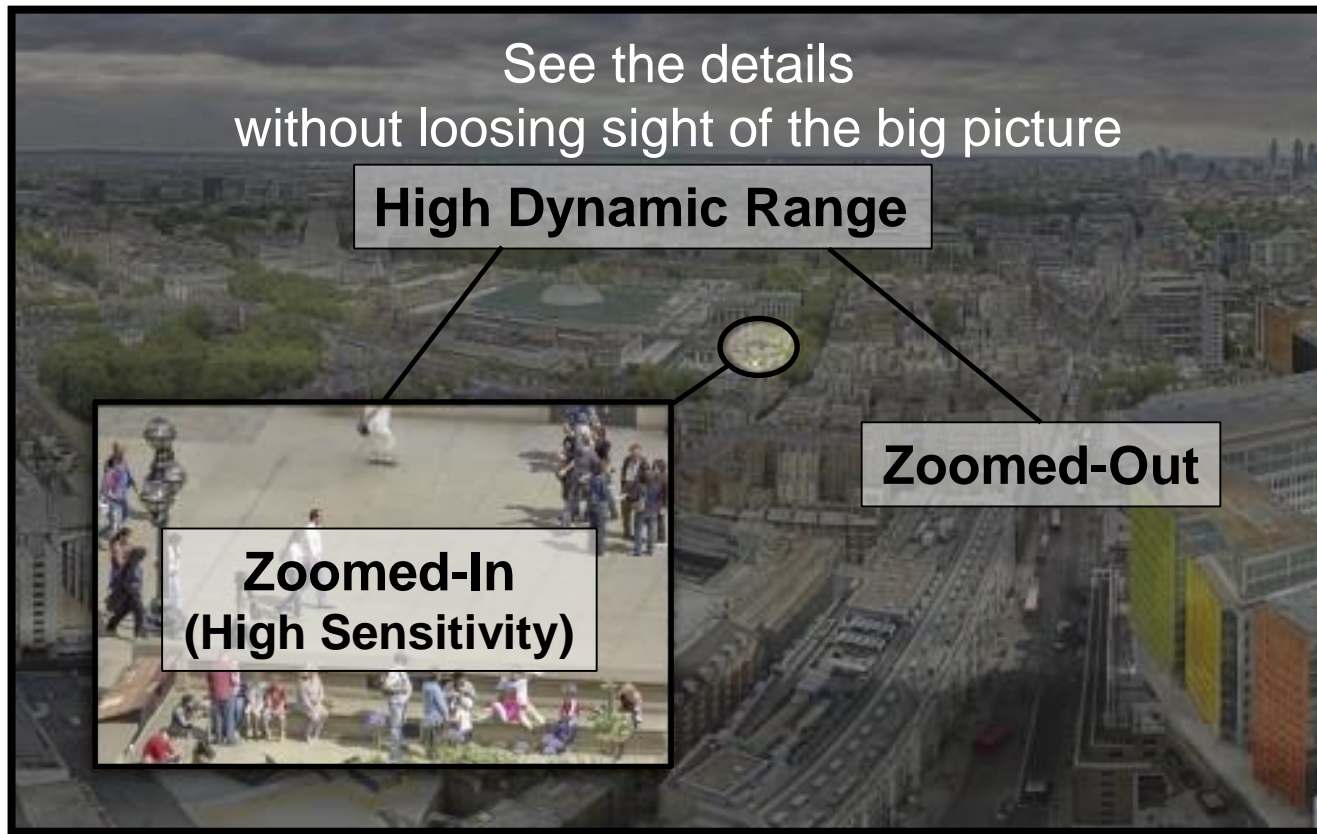 See the details
without loosing sight of the big picture
High Dynamic Range
Zoomed-Out
Zoomed-In
(High Sensitivity)